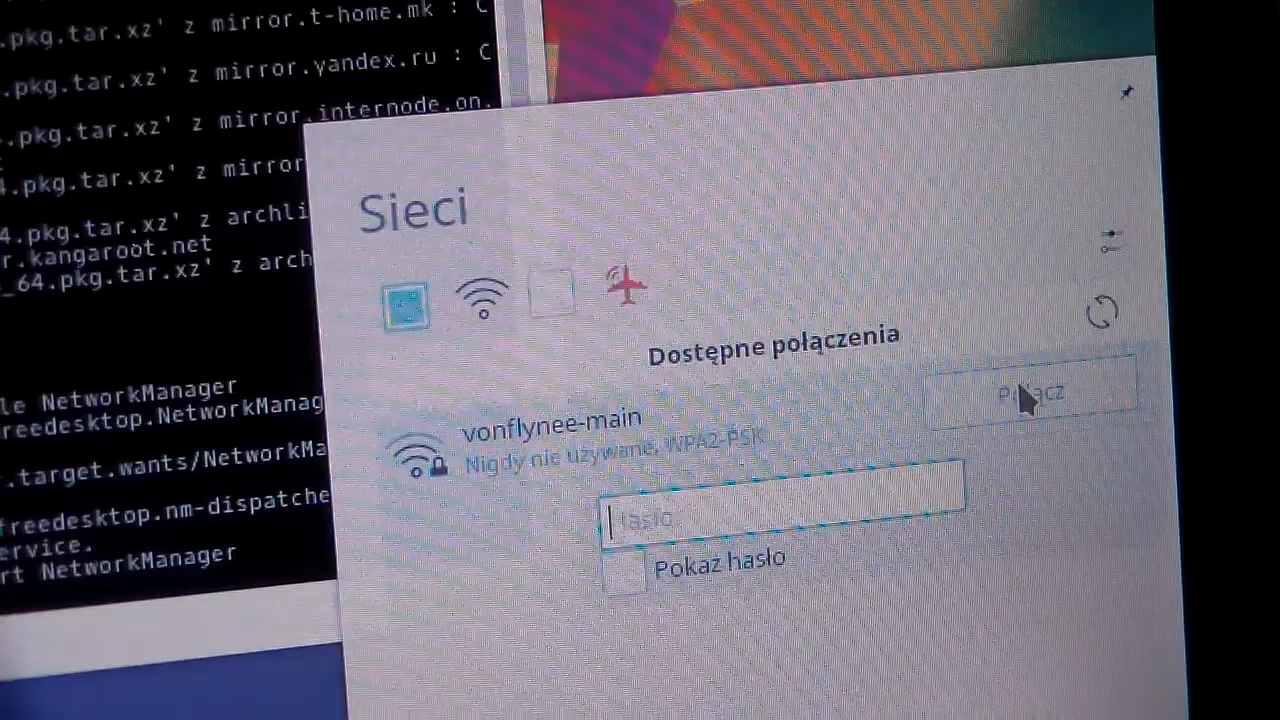 .pkg.tar.xz' z mirror.t-home.mk : C
.pkg.tar.xz' z mirror.yandex.ru : C
.pkg.tar.xz' z mirror.internode.on.
4.pkg.tar.xz' z mirror
4.pkg.tar.xz' z archli
r.kangaroot.net
_64.pkg.tar.xz' z arch
le NetworkManager
reedesktop.NetworkManag
.target.wants/NetworkMa
freedesktop.nm-dispatche
ervice.
rt NetworkManager
Sieci
Dostępne połączenia
vonflynee-main
Połącz
Nigdy nie używane, WPA2-PSK
Hasło
Pokaż hasło